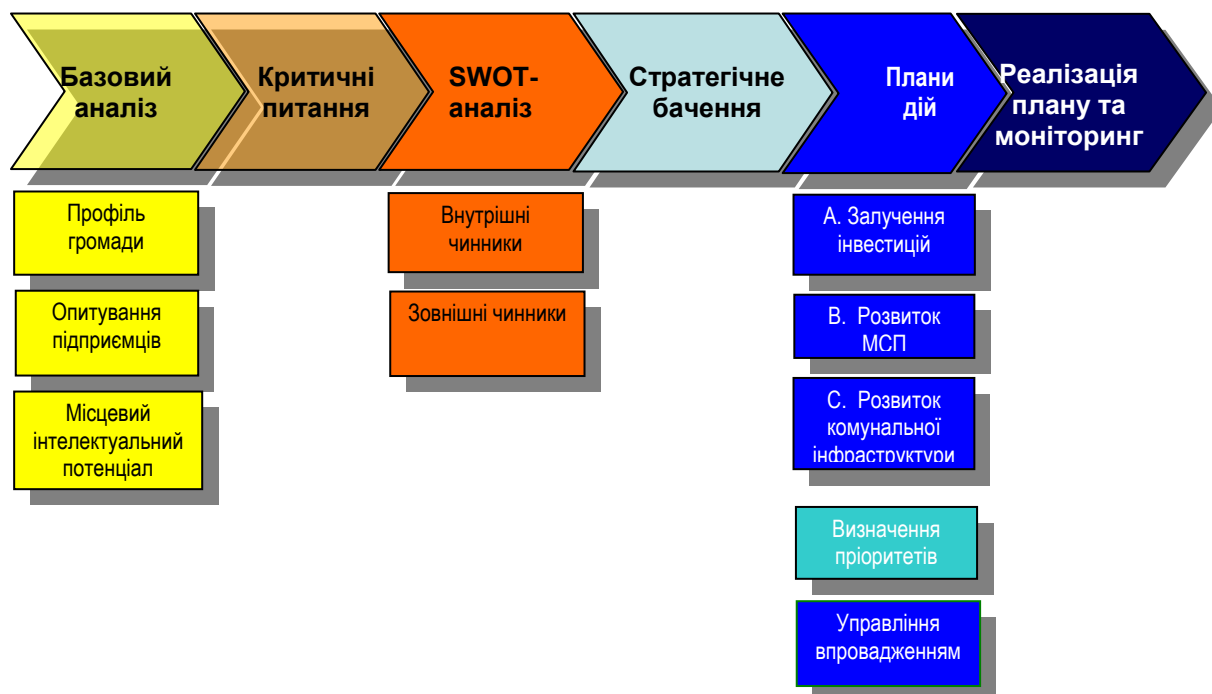 Базовий
аналіз
Критичні
питання
SWOT-
аналіз
Стратегічне
бачення
Плани
дій
Реалізація
плану та
моніторинг
Профіль
громади
Опитування
підприємців
Місцевий
інтелектуальний
потенціал
Внутрішні
чинники
Зовнішні чинники
А. Залучення
інвестицій
В. Розвиток
МСП
С. Розвиток
комунальної
інфраструктури
Визначення
пріоритетів
Управління
впровадженням